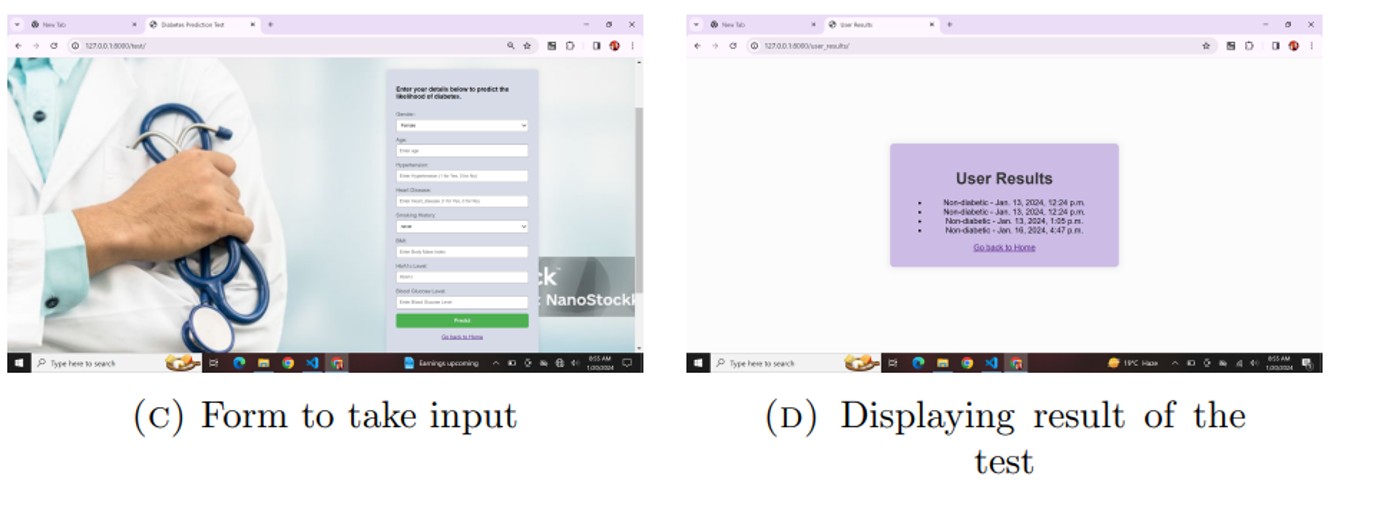 New Tab
Diabetes Prediction Test
127.0.0.1:8000/test/
Enter your details below to predict the
likelihood of diabetes.
Gender:
Female
Age:
Enter age
Hypertension:
Enter Hypertension (1 for Yes, 0 for No)
Heart Disease:
Enter heart_disease (1 for Yes, 0 for No)
Smoking History:
never
BMI:
Enter Body Mass Index
HbA1c Level:
Blood Glucose Level:
Enter Blood Glucose Level
Predict
Go back to Home
ck
NanoStock
Type here to search
Earnings upcoming
8:55 AM
1/20/2024
(C) Form to take input
New Tab
User Results
127.0.0.1:8000/user_results/
User Results
Non-diabetic - Jan. 13, 2024, 12:24 p.m.
Non-diabetic - Jan. 13, 2024, 12:24 p.m.
Non-diabetic - Jan. 13, 2024, 1:05 p.m.
Non-diabetic - Jan. 16, 2024, 4:47 p.m.
Go back to Home
Type here to search
19°C Haze
8:55 AM
1/20/2024
(D) Displaying result of the
test